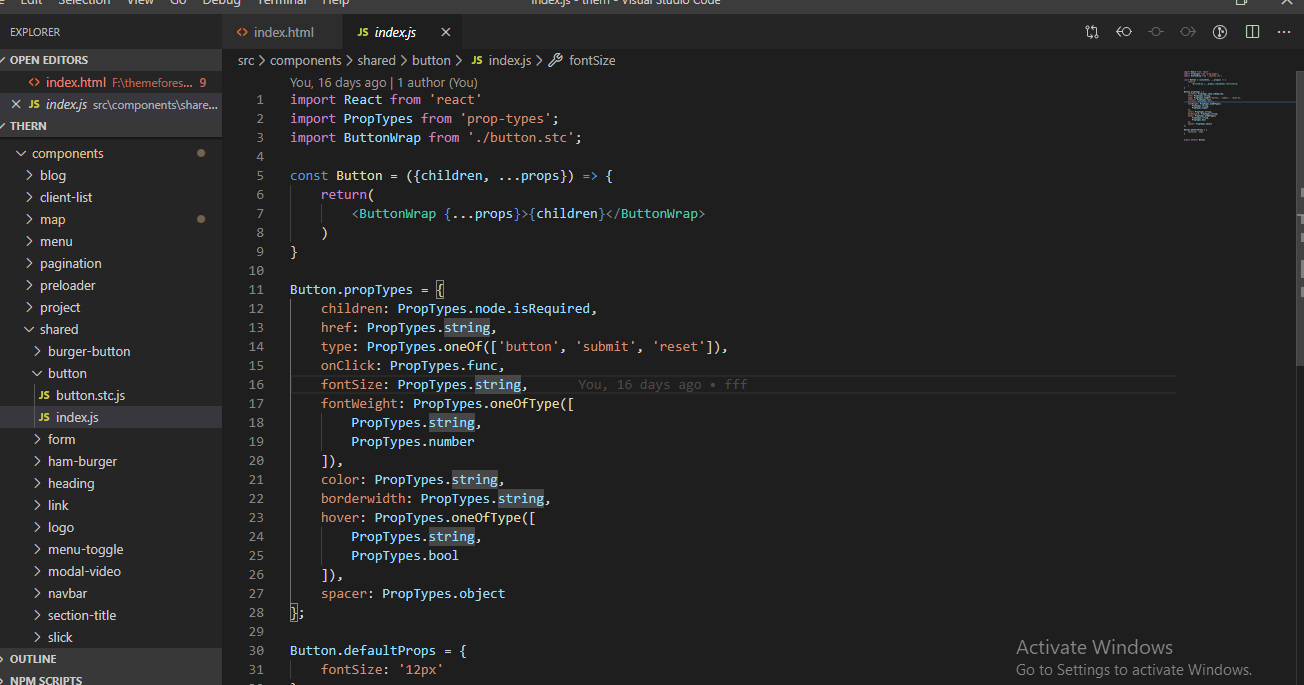 Edit Selection View Go Debug Terminal Help
index.js - thern - Visual Studio Code
EXPLORER
index.html
JS index.js
OPEN EDITORS
index.html F:\themefores... 9
JS index.js src\components\share...
THERN
components
blog
client-list
map
menu
pagination
preloader
project
shared
burger-button
button
JS button.stc.js
JS index.js
form
ham-burger
heading
link
logo
menu-toggle
modal-video
navbar
section-title
slick
OUTLINE
NPM SCRIPTS
src > components > shared > button > JS index.js > fontSize
You, 16 days ago | 1 author (You)
1 import React from 'react'
2 import PropTypes from 'prop-types';
3 import ButtonWrap from './button.stc';
4
5 const Button = ({children, ...props}) => {
6 return(
7 <ButtonWrap {...props}>{children}</ButtonWrap>
8 )
9 }
10
11 Button.propTypes = {
12 children: PropTypes.node.isRequired,
13 href: PropTypes.string,
14 type: PropTypes.oneOf(['button', 'submit', 'reset']),
15 onClick: PropTypes.func,
16 fontSize: PropTypes.string, You, 16 days ago • fff
17 fontWeight: PropTypes.oneOfType([
18 PropTypes.string,
19 PropTypes.number
20 ]),
21 color: PropTypes.string,
22 borderwidth: PropTypes.string,
23 hover: PropTypes.oneOfType([
24 PropTypes.string,
25 PropTypes.bool
26 ]),
27 spacer: PropTypes.object
28 };
29
30 Button.defaultProps = {
31 fontSize: '12px'
Activate Windows
Go to Settings to activate Windows.